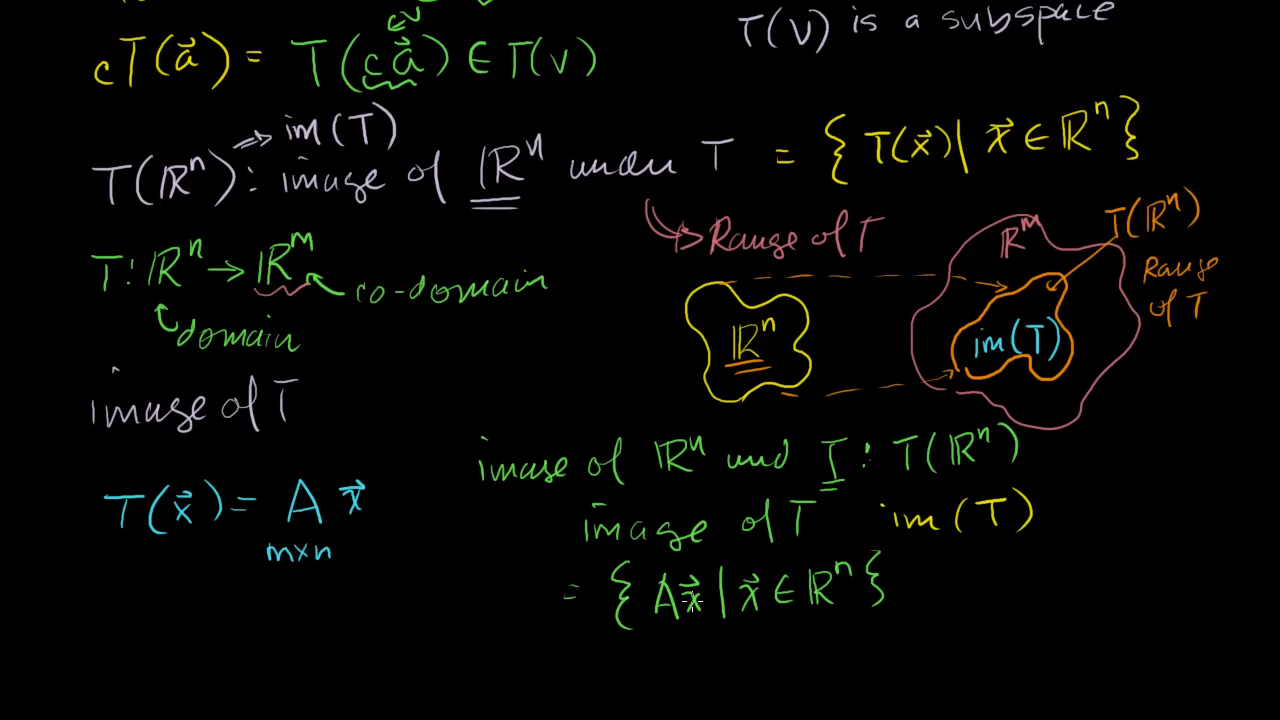 T(V) is a subspace
∈V
cT(a⃗) = T(ca⃗) ∈ T(V)
im(T)
T(ℝⁿ): image of ℝⁿ under T = { T(x⃗) | x⃗ ∈ ℝⁿ }
Range of T
T: ℝⁿ → ℝᵐ
co-domain
domain
ℝⁿ
ℝᵐ
T(ℝⁿ)
Range
of T
im(T)
image of T
image of ℝⁿ und T: T(ℝⁿ)
T(x⃗) = A x⃗
m×n
image of T im(T)
= { Ax⃗ | x⃗ ∈ ℝⁿ }